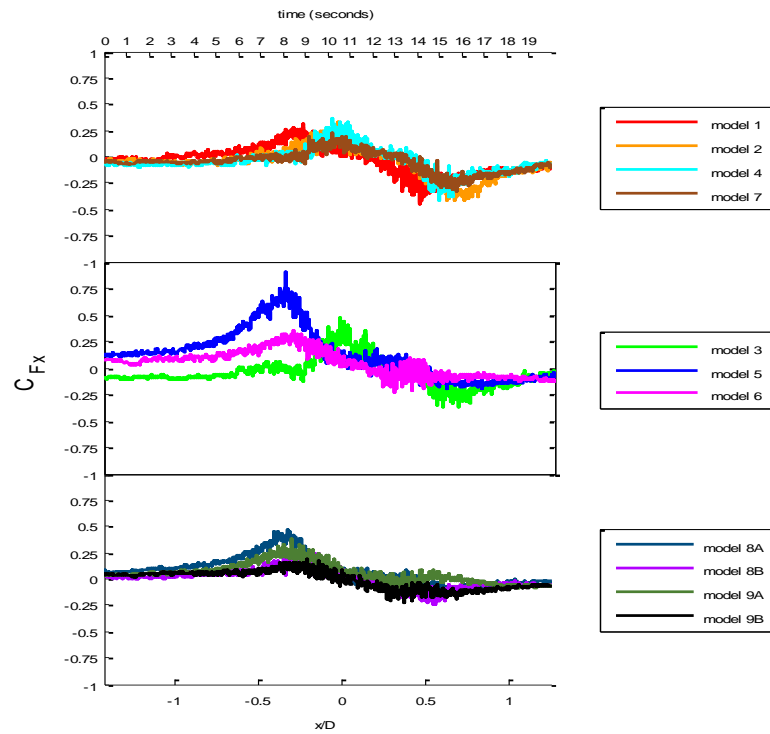 time (seconds)
0 1 2 3 4 5 6 7 8 9 10 11 12 13 14 15 16 17 18 19
1
0.75
0.5
0.25
0
-0.25
-0.5
-0.75
-1
0.75
0.5
0.25
0
-0.25
-0.5
-0.75
-1
0.75
0.5
0.25
0
-0.25
-0.5
-0.75
-1
C_Fx
-1 -0.5 0 0.5 1
x/D
model 1
model 2
model 4
model 7
model 3
model 5
model 6
model 8A
model 8B
model 9A
model 9B